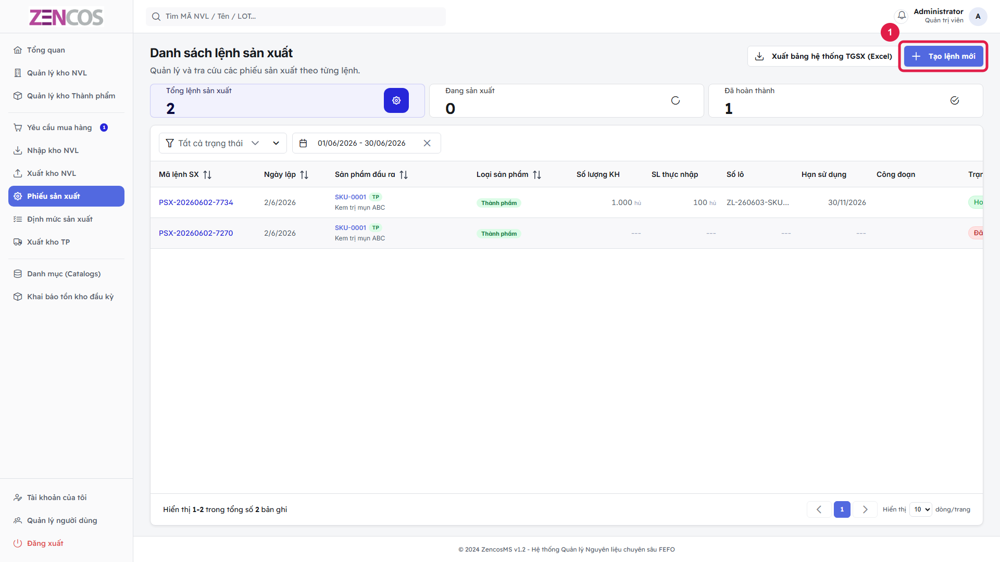 ZENCOS
Tìm MÃ NVL / Tên / LOT...
Administrator
Quản trị viên
A
1
Tổng quan
Quản lý kho NVL
Quản lý kho Thành phẩm
Yêu cầu mua hàng 1
Nhập kho NVL
Xuất kho NVL
Phiếu sản xuất
Định mức sản xuất
Xuất kho TP
Danh mục (Catalogs)
Khai báo tồn kho đầu kỳ
Tài khoản của tôi
Quản lý người dùng
Đăng xuất
Danh sách lệnh sản xuất
Quản lý và tra cứu các phiếu sản xuất theo từng lệnh.
Xuất bảng hệ thống TGSX (Excel)
Tạo lệnh mới
Tổng lệnh sản xuất
2
Đang sản xuất
0
Đã hoàn thành
1
Tất cả trạng thái
01/06/2026 - 30/06/2026
Mã lệnh SX Ngày lập Sản phẩm đầu ra Loại sản phẩm Số lượng KH SL thực nhập Số lô Hạn sử dụng Công đoạn Trạn
PSX-20260602-7734 2/6/2026 SKU-0001 TP Thành phẩm 1.000 hủ 100 hủ ZL-260603-SKU... 30/11/2026 Ho
Kem trị mụn ABC
PSX-20260602-7270 2/6/2026 SKU-0001 TP Thành phẩm --- --- --- --- Đã
Kem trị mụn ABC
Hiển thị 1-2 trong tổng số 2 bản ghi
1
Hiển thị 10 dòng/trang
© 2024 ZencosMS v1.2 - Hệ thống Quản lý Nguyên liệu chuyên sâu FEFO